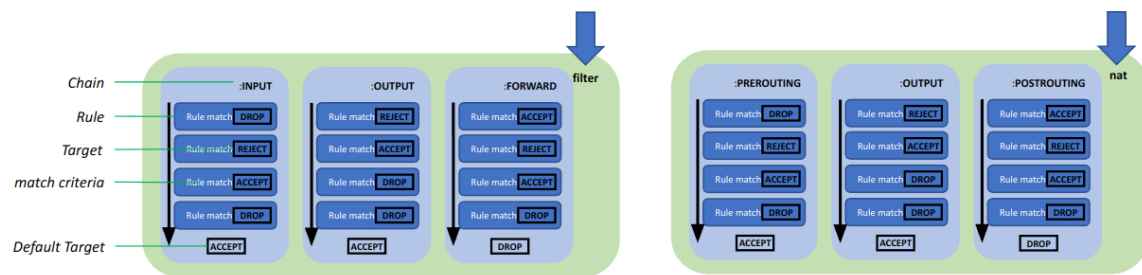 Chain
Rule
Target
match criteria
Default Target
filter
:INPUT
Rule match DROP
Rule match REJECT
Rule match ACCEPT
Rule match DROP
ACCEPT
:OUTPUT
Rule match REJECT
Rule match ACCEPT
Rule match DROP
Rule match DROP
ACCEPT
:FORWARD
Rule match ACCEPT
Rule match REJECT
Rule match ACCEPT
Rule match DROP
DROP
nat
:PREROUTING
Rule match DROP
Rule match REJECT
Rule match ACCEPT
Rule match DROP
ACCEPT
:OUTPUT
Rule match REJECT
Rule match ACCEPT
Rule match DROP
Rule match DROP
ACCEPT
:POSTROUTING
Rule match ACCEPT
Rule match REJECT
Rule match ACCEPT
Rule match DROP
DROP